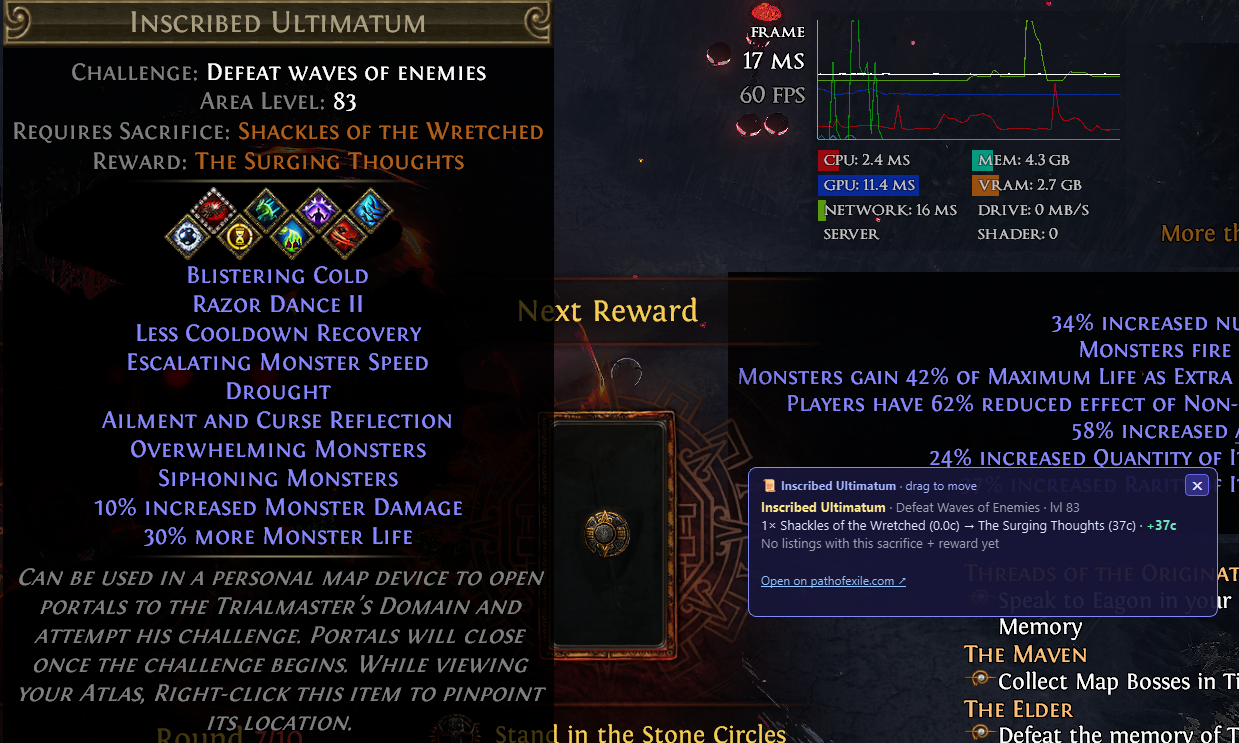 Inscribed Ultimatum
Challenge: Defeat waves of enemies
Area Level: 83
Requires Sacrifice: Shackles of the Wretched
Reward: The Surging Thoughts
Blistering Cold
Razor Dance II
Less Cooldown Recovery
Escalating Monster Speed
Drought
Ailment and Curse Reflection
Overwhelming Monsters
Siphoning Monsters
10% increased Monster Damage
30% more Monster Life
Can be used in a personal map device to open
portals to the Trialmaster's Domain and
attempt his challenge. Portals will close
once the challenge begins. While viewing
your Atlas, Right-click this item to pinpoint
its location.
Round 7/10
Next Reward
Stand in the Stone Circles
FRAME
17 MS
60 FPS
CPU: 2.4 MS
MEM: 4.3 GB
GPU: 11.4 MS
VRAM: 2.7 GB
NETWORK: 16 MS
DRIVE: 0 MB/S
SERVER
SHADER: 0
More
34% increased
Monsters fire
Monsters gain 42% of Maximum Life as Extra
Players have 62% reduced effect of Non-
58% increased
24% increased Quantity of
Inscribed Ultimatum · drag to move
Inscribed Ultimatum · Defeat Waves of Enemies · lvl 83
1× Shackles of the Wretched (0.0c) → The Surging Thoughts (37c) · +37c
No listings with this sacrifice + reward yet
Open on pathofexile.com ↗
Threads of the
Speak to Eagon in your
Memory
The Maven
Collect Map Bosses in
The Elder
Defeat the memory of